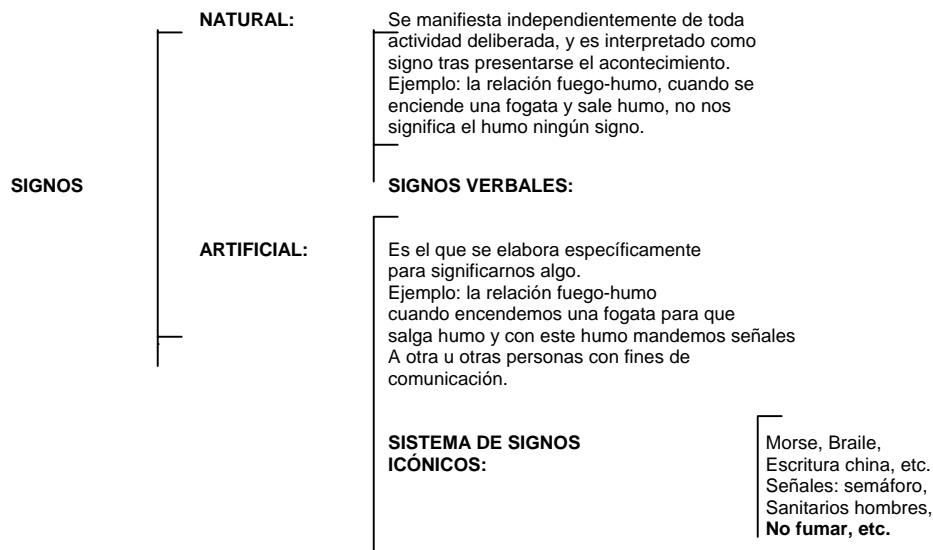 NATURAL:
Se manifiesta independientemente de toda
actividad deliberada, y es interpretado como
signo tras presentarse el acontecimiento.
Ejemplo: la relación fuego-humo, cuando se
enciende una fogata y sale humo, no nos
significa el humo ningún signo.
SIGNOS
SIGNOS VERBALES:
ARTIFICIAL:
Es el que se elabora específicamente
para significarnos algo.
Ejemplo: la relación fuego-humo
cuando encendemos una fogata para que
salga humo y con este humo mandemos señales
A otra u otras personas con fines de
comunicación.
SISTEMA DE SIGNOS
ICÓNICOS:
Morse, Braile,
Escritura china, etc.
Señales: semáforo,
Sanitarios hombres,
No fumar, etc.